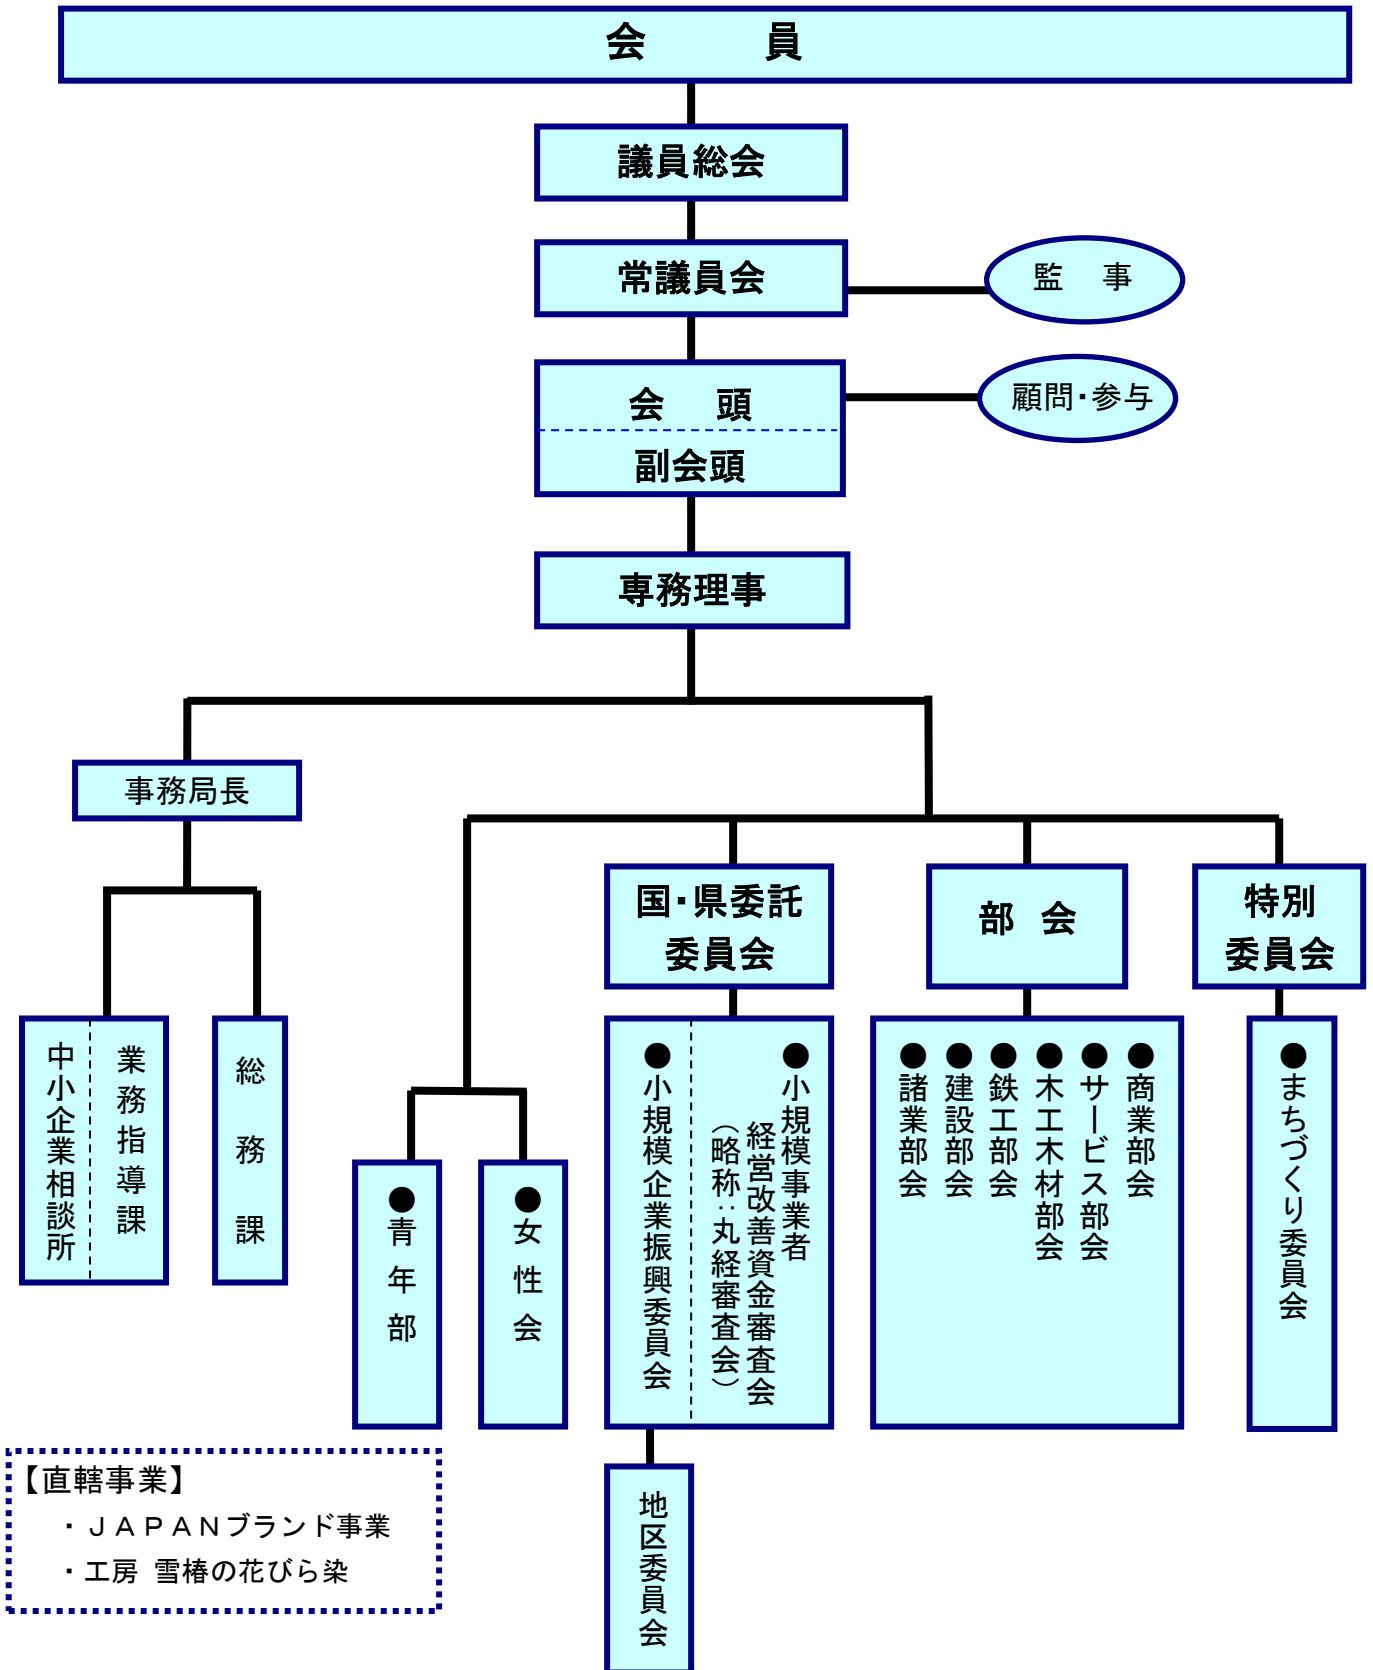 会　員
議員総会
常議員会
監　事
会　頭
副会頭
顧問・参与
専務理事
事務局長
国・県委託
委員会
部　会
特別
委員会
中小企業相談所
業務指導課
総務課
●青年部
●女性会
●小規模事業者
経営改善資金審査会
（略称：丸経審査会）
●小規模企業振興委員会
●商業部会
●サービス部会
●木工木材部会
●鉄工部会
●建設部会
●諸業部会
●まちづくり委員会
地区委員会
【直轄事業】
・ＪＡＰＡＮブランド事業
・工房 雪椿の花びら染